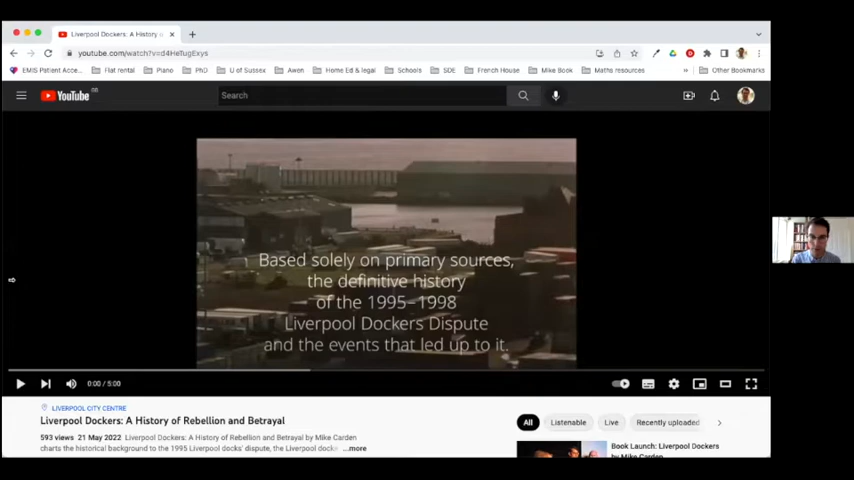 Liverpool Dockers: A History o
youtube.com/watch?v=d4HeTugExys
EMIS Patient Acce... Flat rental Piano PhD U of Sussex Awen Home Ed & legal Schools SDE French House Mike Book Maths resources » Other Bookmarks
YouTube GB Search
Based solely on primary sources,
the definitive history
of the 1995–1998
Liverpool Dockers Dispute
and the events that led up to it.
0:00 / 5:00
LIVERPOOL CITY CENTRE
Liverpool Dockers: A History of Rebellion and Betrayal
593 views 21 May 2022 Liverpool Dockers: A History of Rebellion and Betrayal by Mike Carden
charts the historical background to the 1995 Liverpool docks' dispute, the Liverpool docke ...more
All Listenable Live Recently uploaded
Book Launch: Liverpool Dockers
by Mike Carden